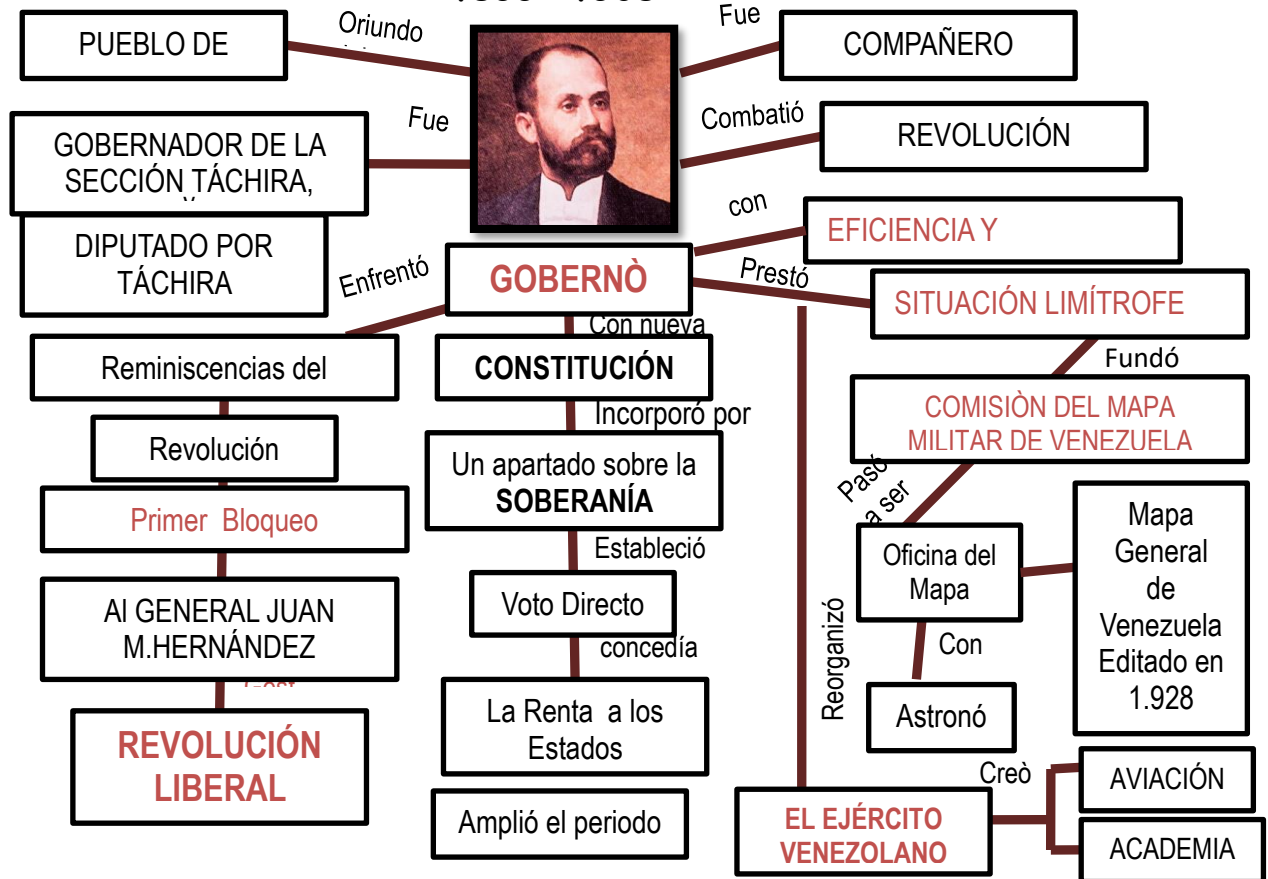 Oriundo
Fue
PUEBLO DE
COMPAÑERO
Fue
Combatió
GOBERNADOR DE LA
SECCIÓN TÁCHIRA,
REVOLUCIÓN
DIPUTADO POR
TÁCHIRA
con
EFICIENCIA Y
Enfrentó
GOBERNÒ
Prestó
SITUACIÓN LIMÍTROFE
Con nueva
Reminiscencias del
CONSTITUCIÓN
Fundó
COMISIÒN DEL MAPA
MILITAR DE VENEZUELA
Incorporó por
Revolución
Un apartado sobre la
SOBERANÍA
Pasó
a ser
Primer Bloqueo
Mapa
General
de
Venezuela
Editado en
1.928
Estableció
Oficina del
Mapa
Al GENERAL JUAN
M.HERNÁNDEZ
Voto Directo
concedía
Reorganizó
Con
La Renta a los
Estados
Astronó
REVOLUCIÓN
LIBERAL
Creò
AVIACIÓN
Amplió el periodo
EL EJÉRCITO
VENEZOLANO
ACADEMIA